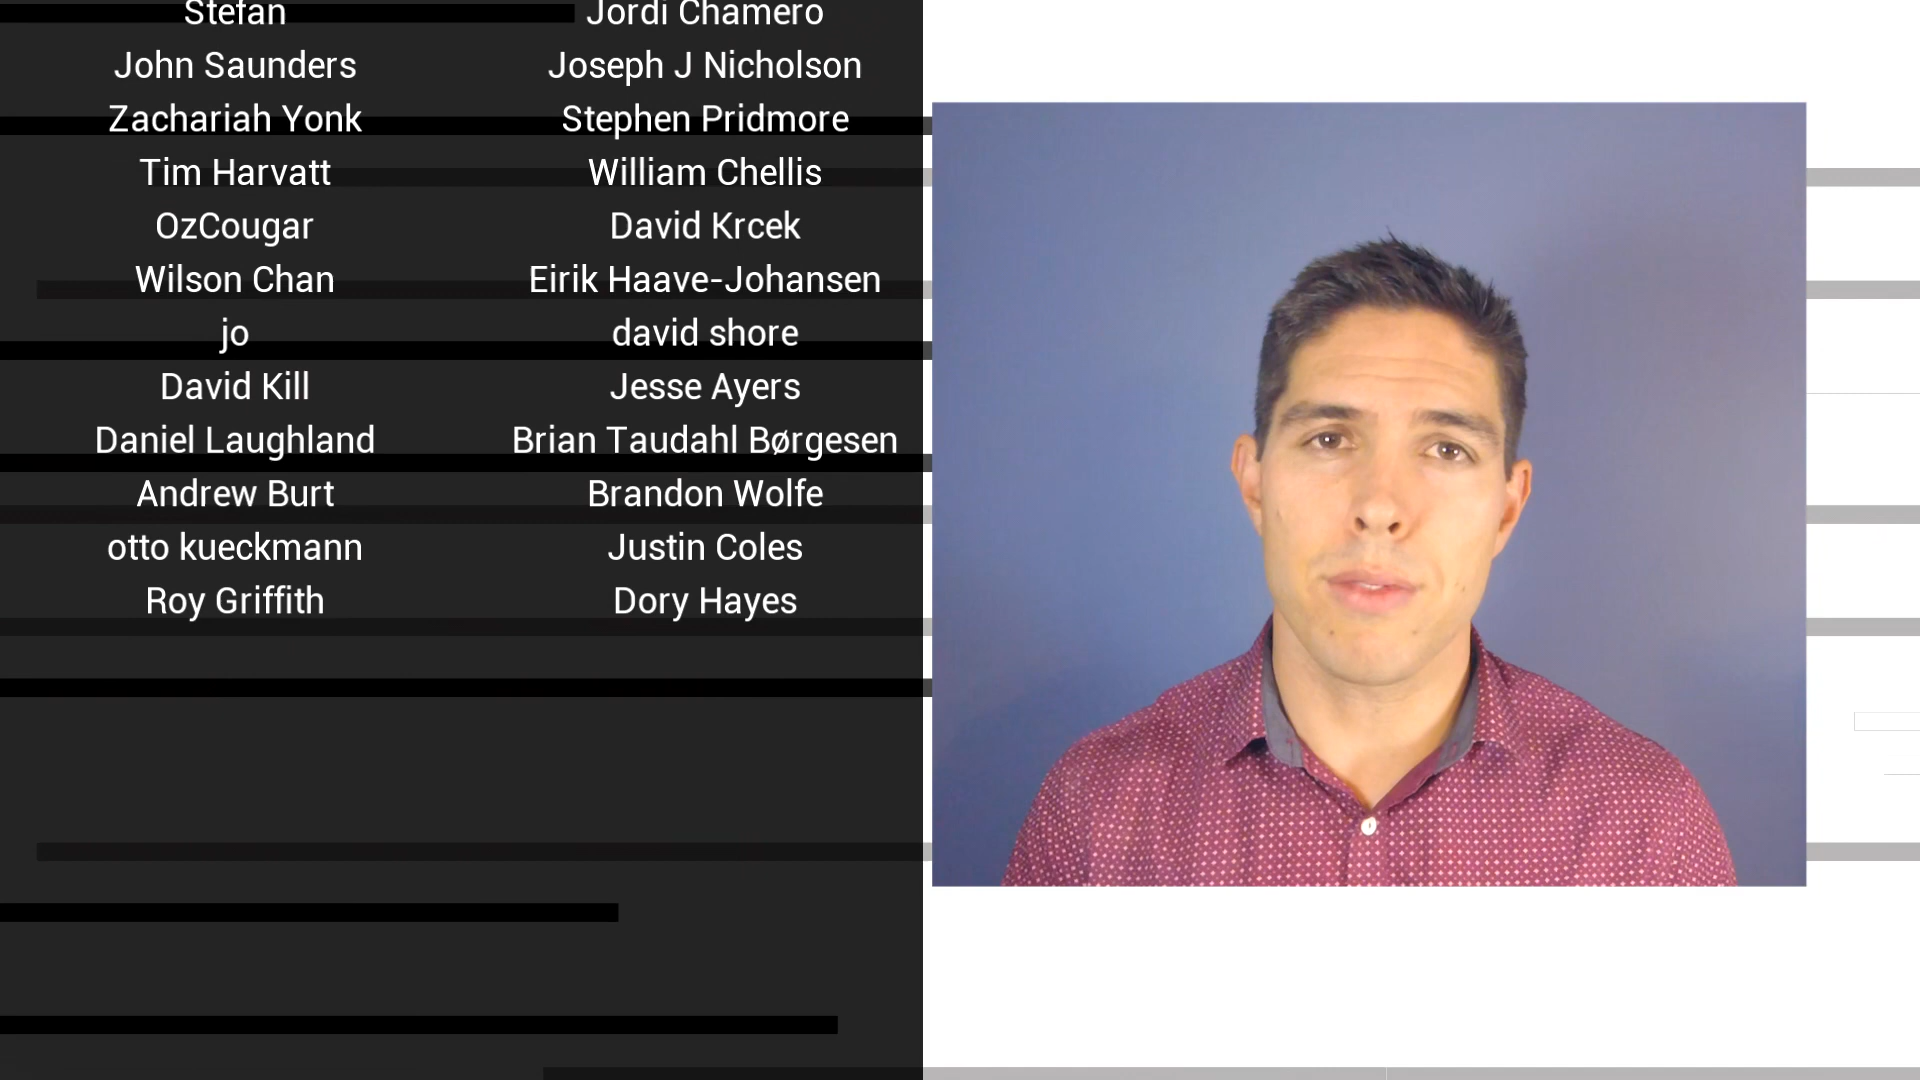 Stefan
Jordi Chamero
John Saunders
Joseph J Nicholson
Zachariah Yonk
Stephen Pridmore
Tim Harvatt
William Chellis
OzCougar
David Krcek
Wilson Chan
Eirik Haave-Johansen
jo
david shore
David Kill
Jesse Ayers
Daniel Laughland
Brian Taudahl Børgesen
Andrew Burt
Brandon Wolfe
otto kueckmann
Justin Coles
Roy Griffith
Dory Hayes